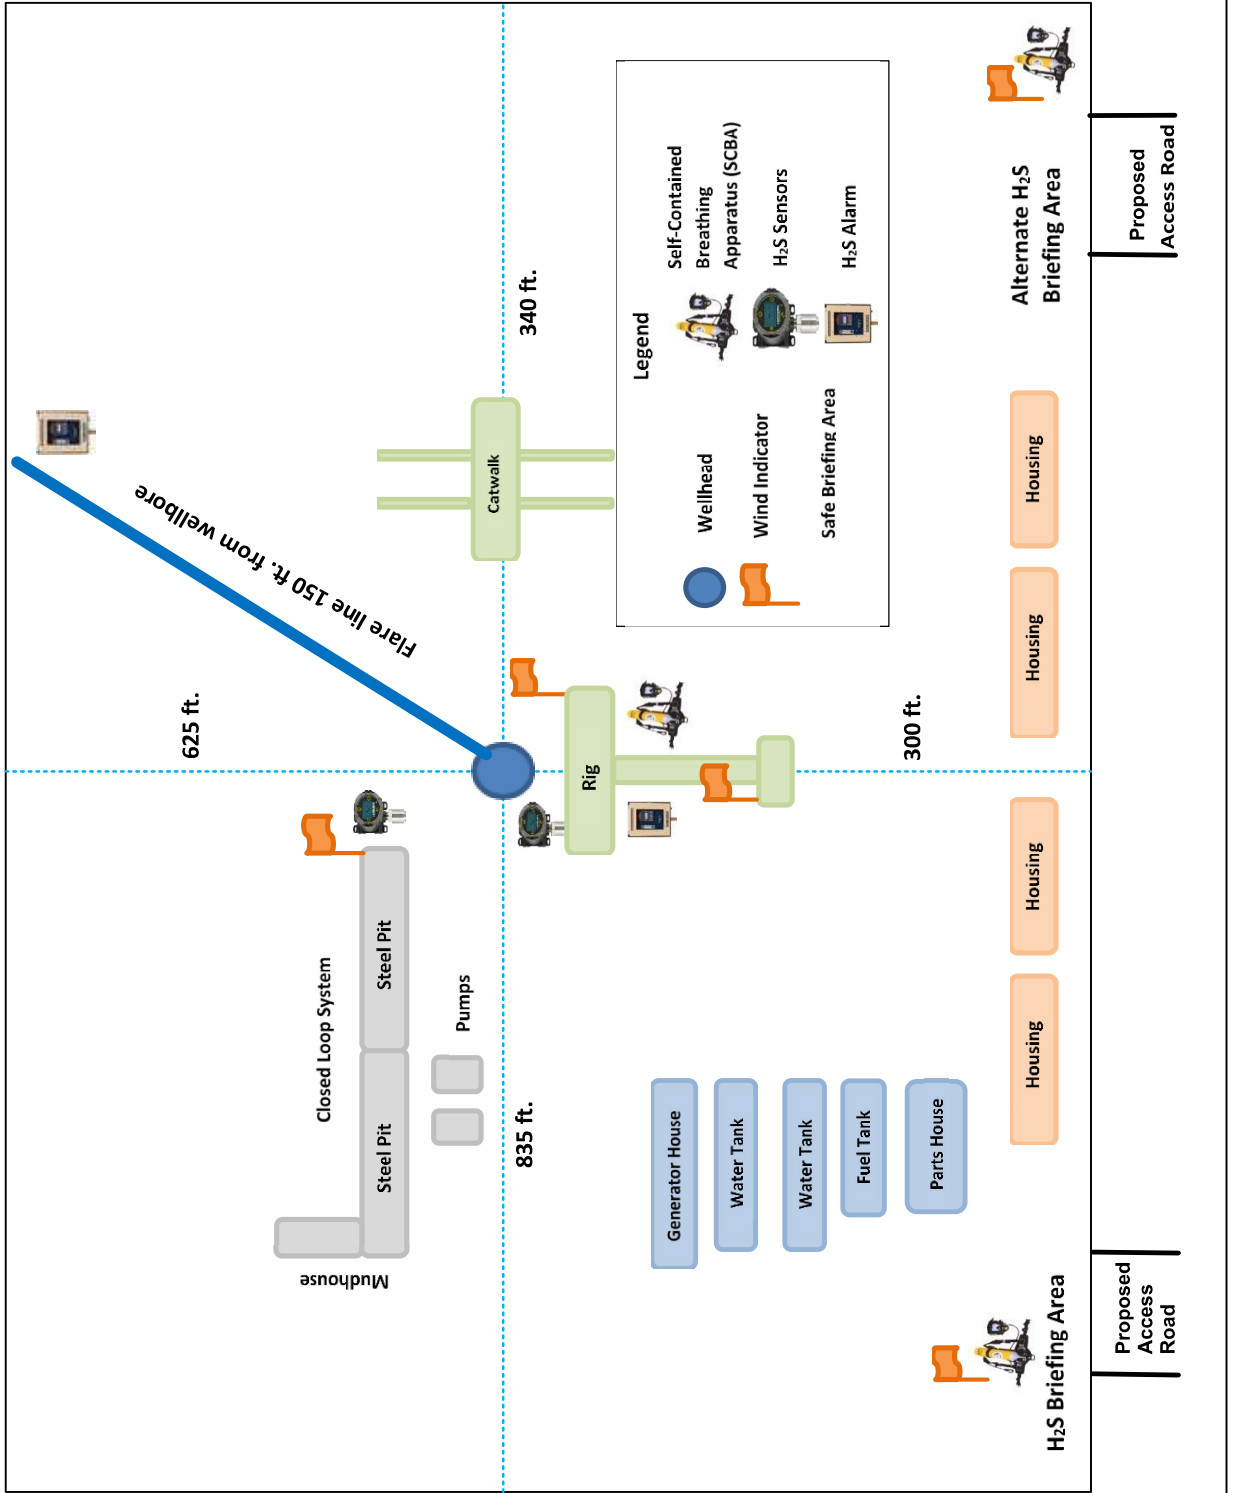 625 ft.
Flare line 150 ft. from wellbore
Closed Loop System
Steel Pit
Steel Pit
Mudhouse
Pumps
835 ft.
340 ft.
Catwalk
Rig
300 ft.
Legend
Wellhead
Wind Indicator
Safe Briefing Area
Self-Contained
Breathing
Apparatus (SCBA)
H₂S Sensors
H₂S Alarm
Generator House
Water Tank
Water Tank
Fuel Tank
Parts House
Housing
Housing
Housing
Housing
H₂S Briefing Area
Alternate H₂S
Briefing Area
Proposed
Access
Road
Proposed
Access Road